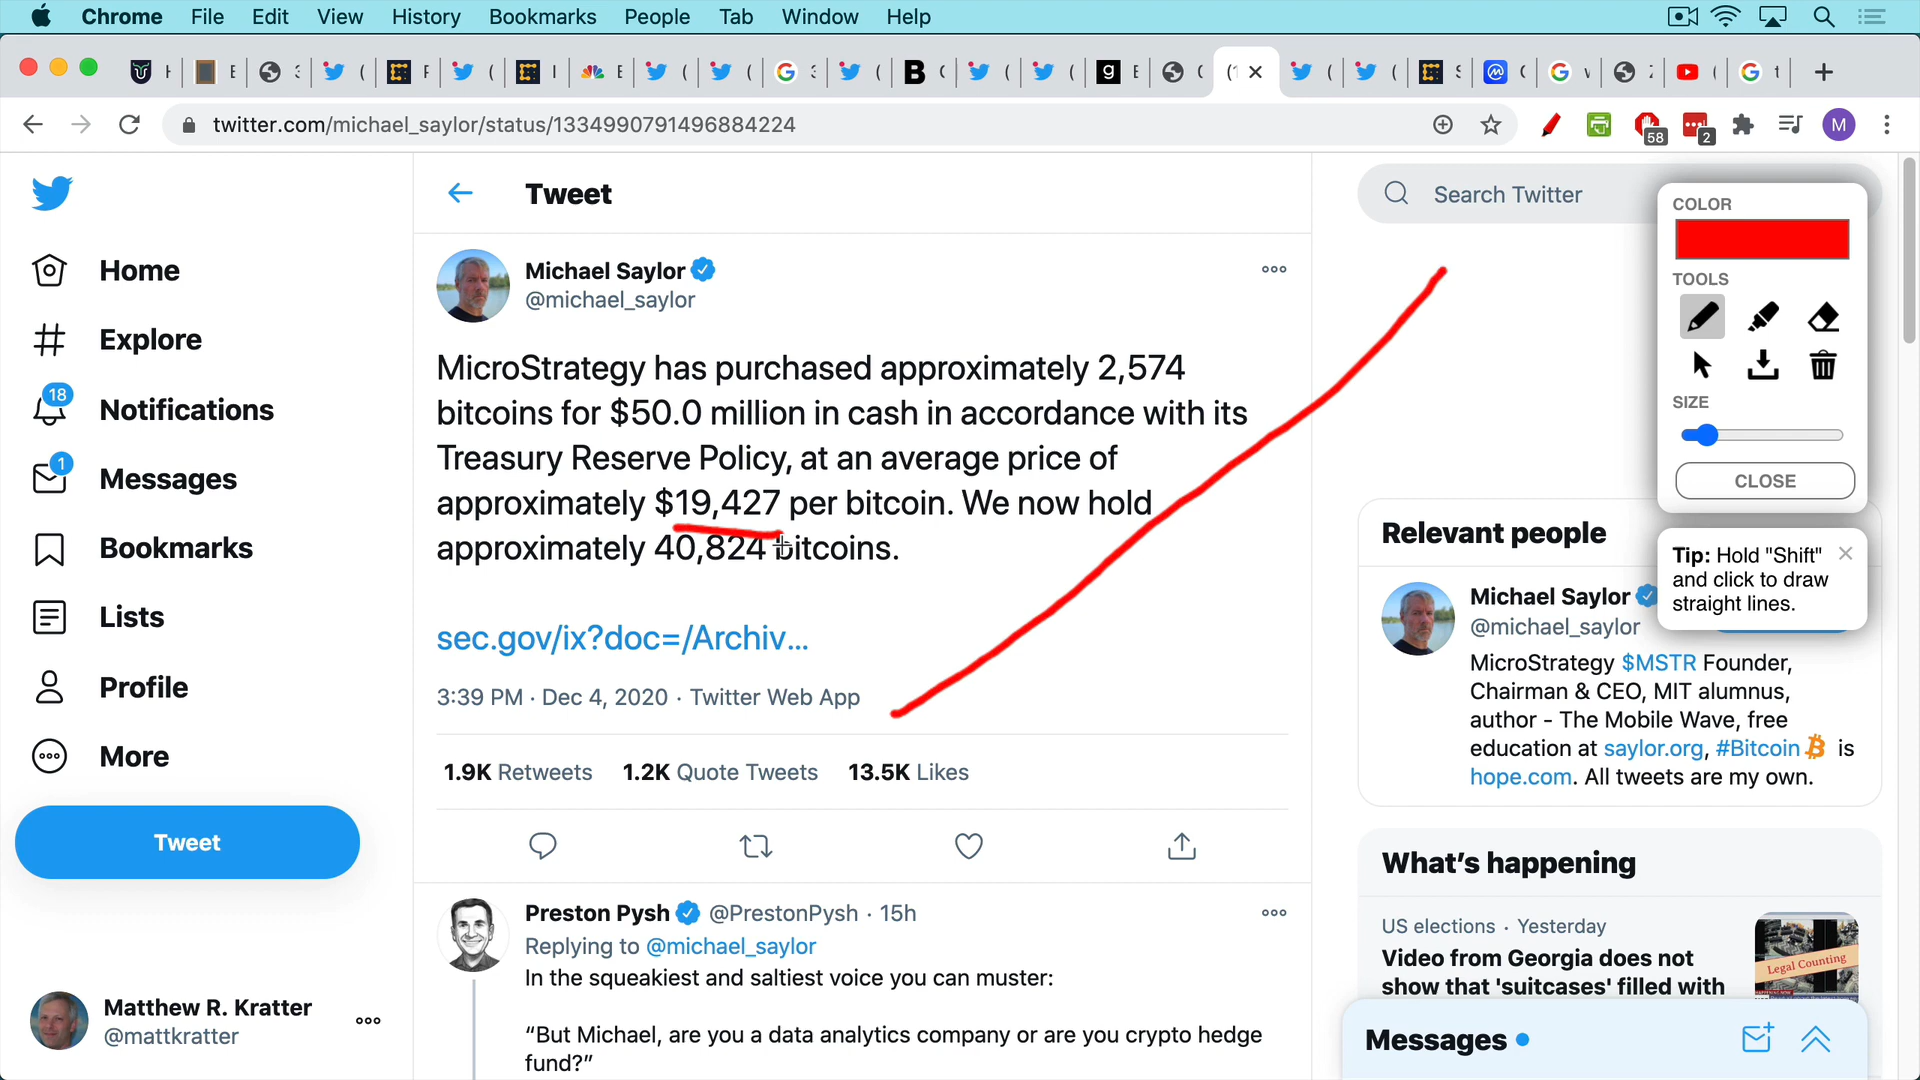 Chrome File Edit View History Bookmarks People Tab Window Help
twitter.com/michael_saylor/status/1334990791496884224
58
2
M
Tweet
Search Twitter
COLOR
TOOLS
SIZE
CLOSE
Tip: Hold "Shift"
and click to draw
straight lines.
Home
Explore
18
Notifications
1
Messages
Bookmarks
Lists
Profile
More
Tweet
Matthew R. Kratter
@mattkratter
Michael Saylor
@michael_saylor
MicroStrategy has purchased approximately 2,574
bitcoins for $50.0 million in cash in accordance with its
Treasury Reserve Policy, at an average price of
approximately $19,427 per bitcoin. We now hold
approximately 40,824 bitcoins.
sec.gov/ix?doc=/Archiv...
3:39 PM · Dec 4, 2020 · Twitter Web App
1.9K Retweets 1.2K Quote Tweets 13.5K Likes
Preston Pysh @PrestonPysh · 15h
Replying to @michael_saylor
In the squeakiest and saltiest voice you can muster:
“But Michael, are you a data analytics company or are you crypto hedge
fund?”
Relevant people
Michael Saylor
@michael_saylor
MicroStrategy $MSTR Founder,
Chairman & CEO, MIT alumnus,
author - The Mobile Wave, free
education at saylor.org, #Bitcoin is
hope.com. All tweets are my own.
What’s happening
US elections · Yesterday
Video from Georgia does not
show that 'suitcases' filled with
Legal Counting
Messages